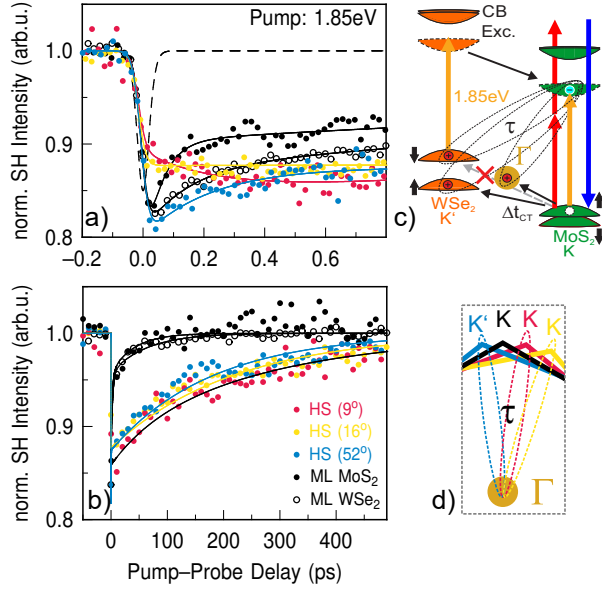 Pump: 1.85eV
norm. SH Intensity (arb.u.)
1.0
0.9
0.8
a)
−0.2
0.0
0.2
0.4
0.6
norm. SH Intensity (arb.u.)
1.0
0.9
0.8
b)
HS (9°)
HS (16°)
HS (52°)
ML MoS₂
ML WSe₂
0
100
200
300
400
Pump–Probe Delay (ps)
CB
Exc.
1.85eV
τ
Γ
c)
WSe₂
K'
Δt_CT
MoS₂
K
K'
K
K
K
τ
d)
Γ